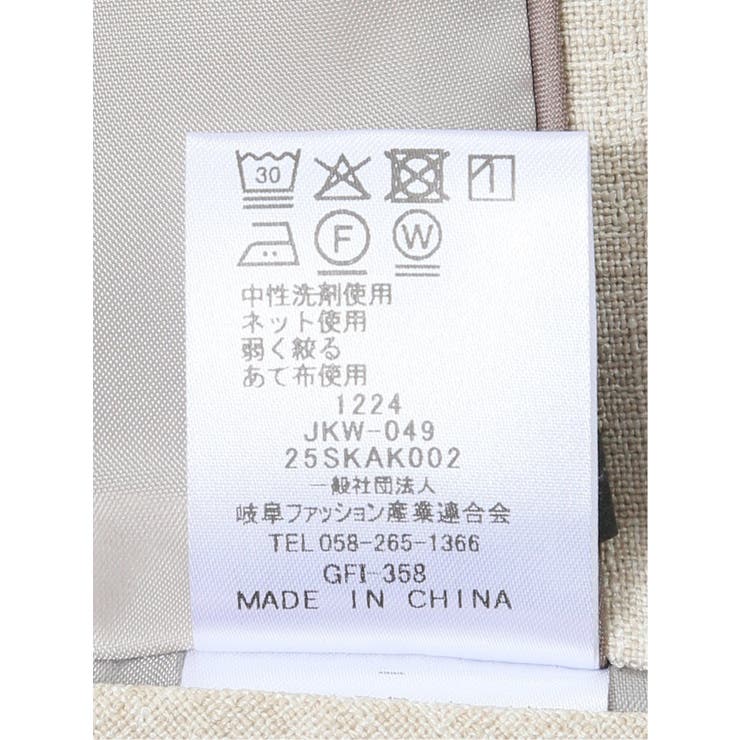 30
F W
中性洗剤使用
ネット使用
弱く絞る
あて布使用
1224
JKW-049
25SKAK002
一般社団法人
岐阜ファッション産業連合会
TEL 058-265-1366
GFI-358
MADE IN CHINA